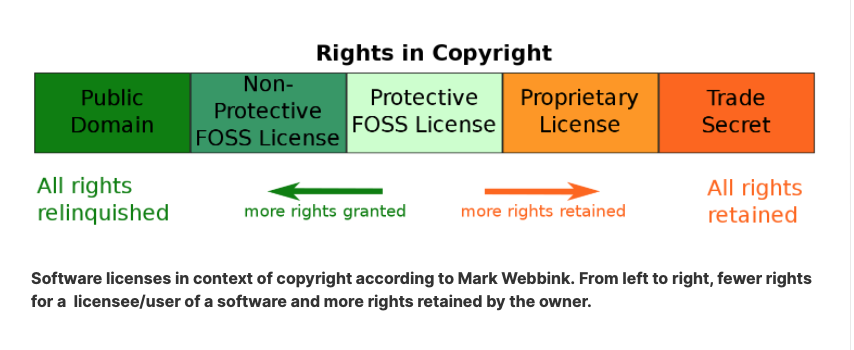 Rights in Copyright
Public
Domain
Non-
Protective
FOSS License
Protective
FOSS License
Proprietary
License
Trade
Secret
All rights
relinquished
more rights granted
more rights retained
All rights
retained
Software licenses in context of copyright according to Mark Webbink. From left to right, fewer rights
for a  licensee/user of a software and more rights retained by the owner.